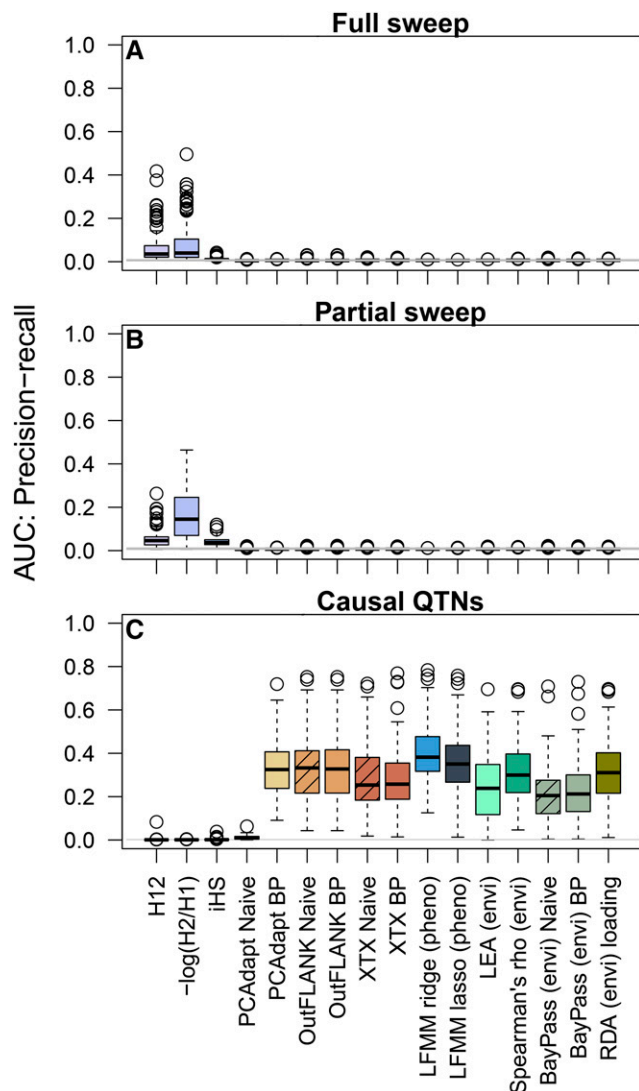 Full sweep
A
1.0
0.8
0.6
0.4
0.2
0.0
Partial sweep
B
1.0
0.8
0.6
0.4
0.2
0.0
AUC: Precision−recall
Causal QTNs
C
1.0
0.8
0.6
0.4
0.2
0.0
H12
-log(H2/H1)
iHS
PCAdapt Naive
PCAdapt BP
OutFLANK Naive
OutFLANK BP
XTX Naive
XTX BP
LFMM ridge (pheno)
LFMM lasso (pheno)
LEA (envi)
Spearman's rho (envi)
BayPass (envi) Naive
BayPass (envi) BP
RDA (envi) loading